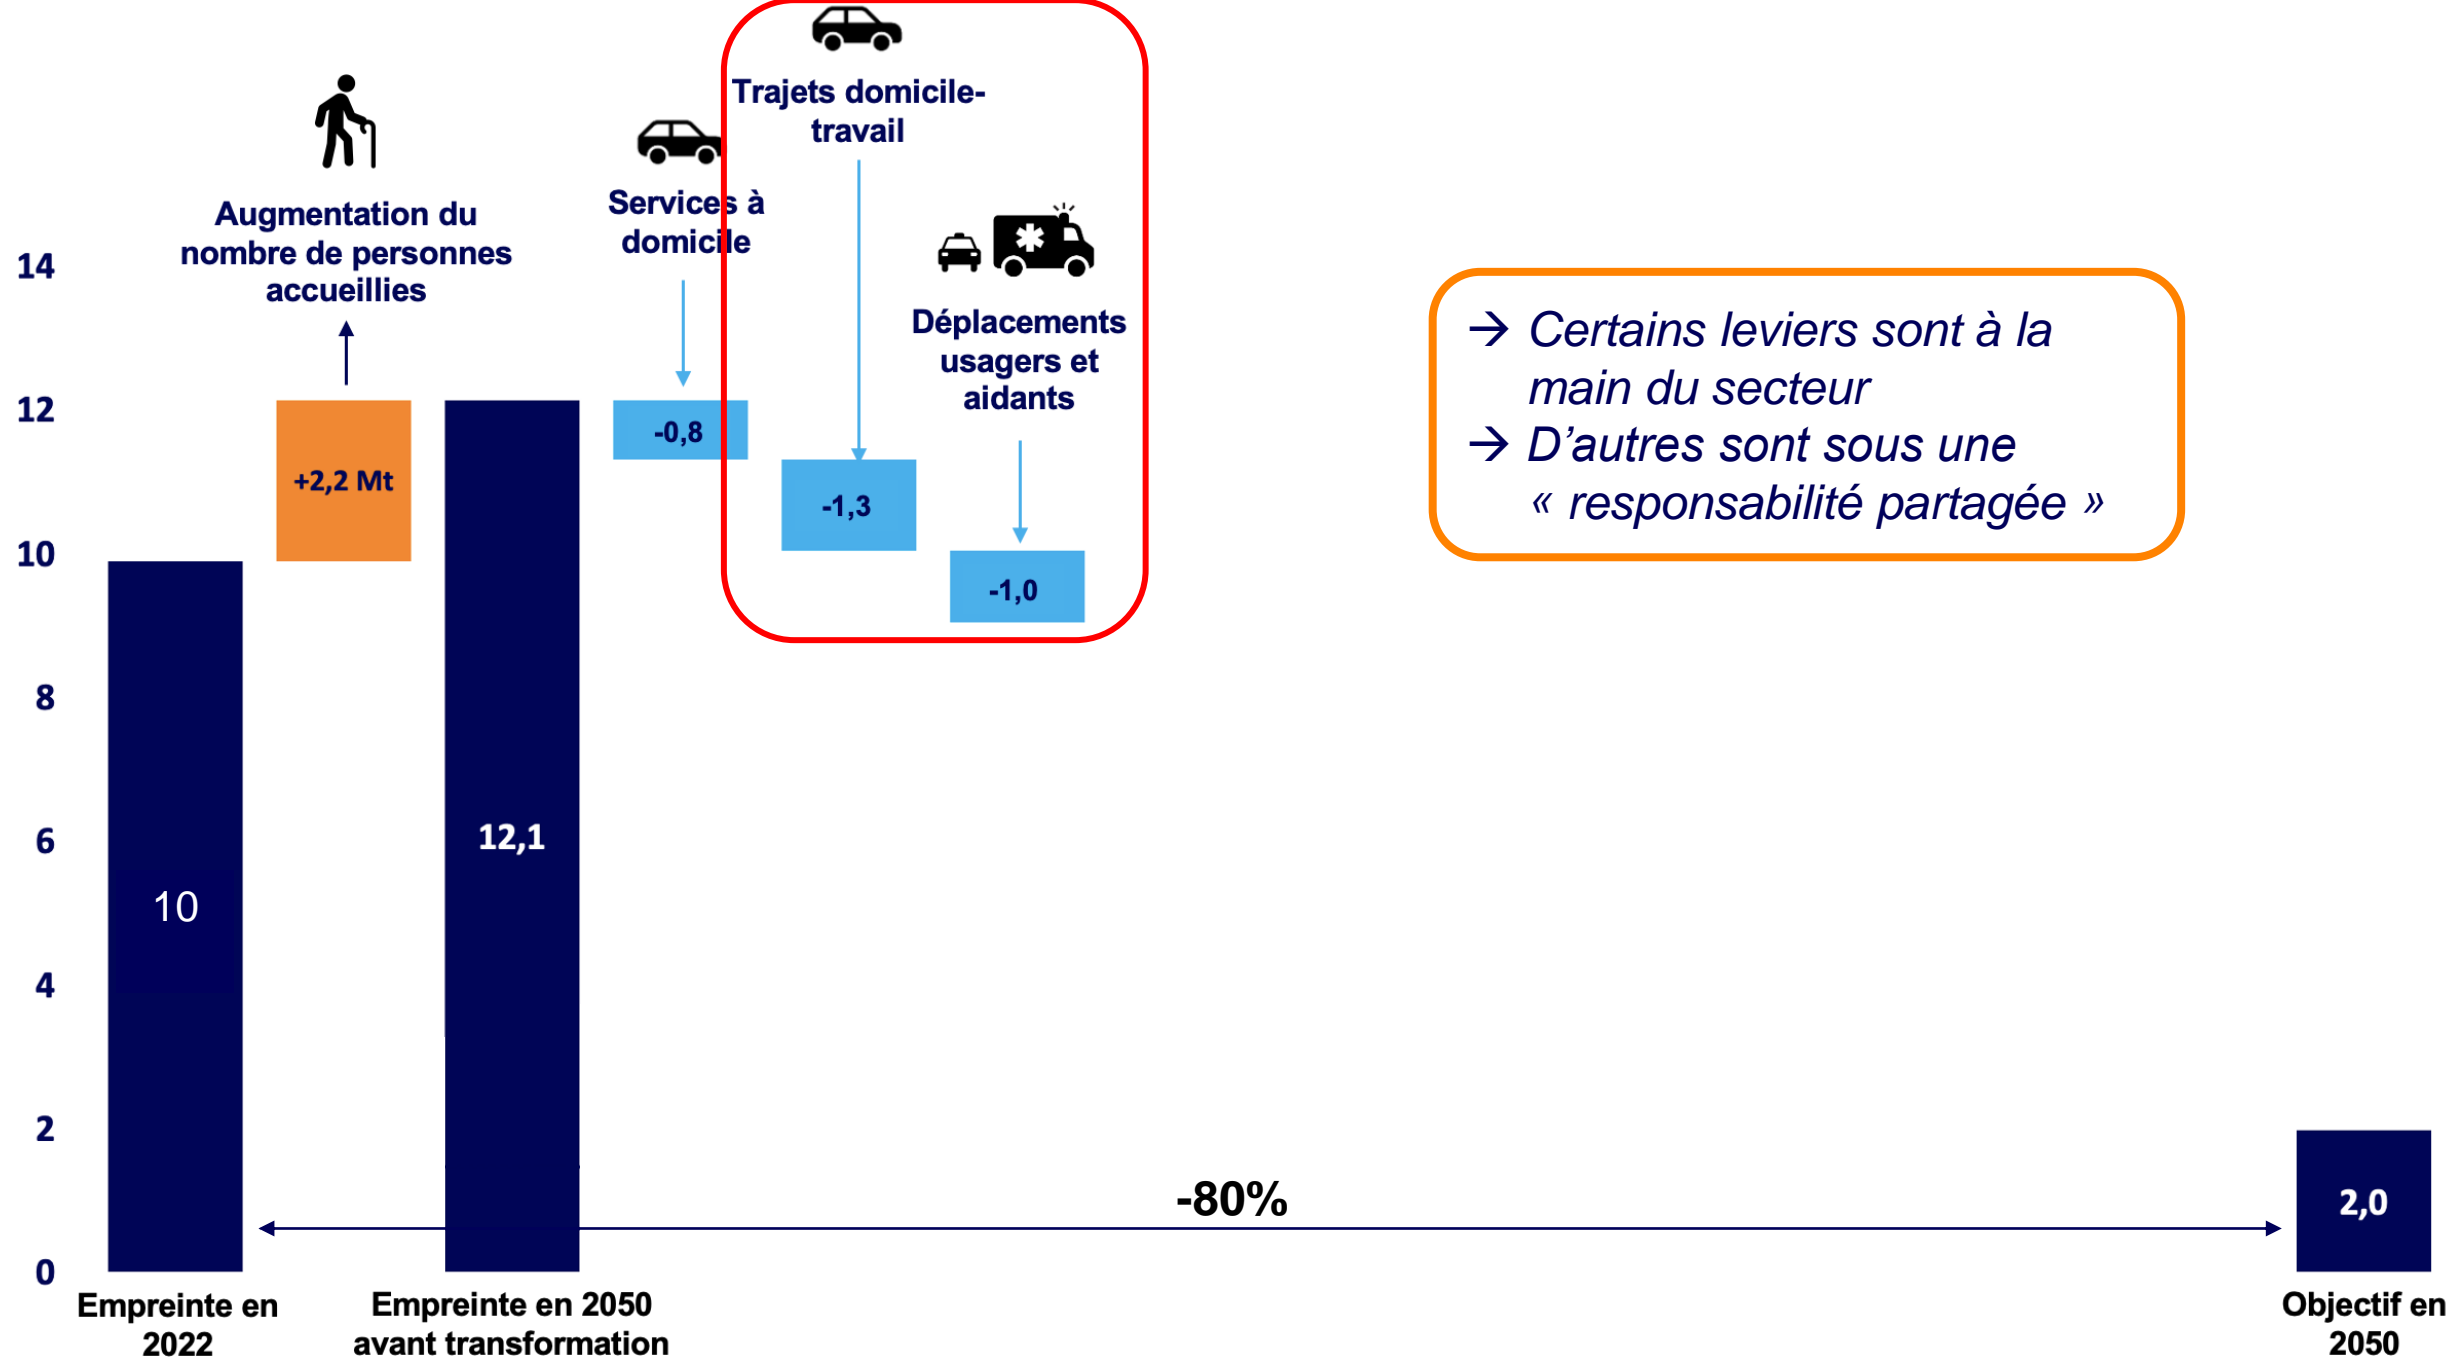 Trajets domicile-
travail
Augmentation du
nombre de personnes
accueillies
Services à
domicile
Déplacements
usagers et
aidants
→ Certains leviers sont à la
main du secteur
→ D’autres sont sous une
« responsabilité partagée »
14
12
10
8
6
4
2
0
10
+2,2 Mt
12,1
-0,8
-1,3
-1,0
-80%
2,0
Empreinte en
2022
Empreinte en 2050
avant transformation
Objectif en
2050